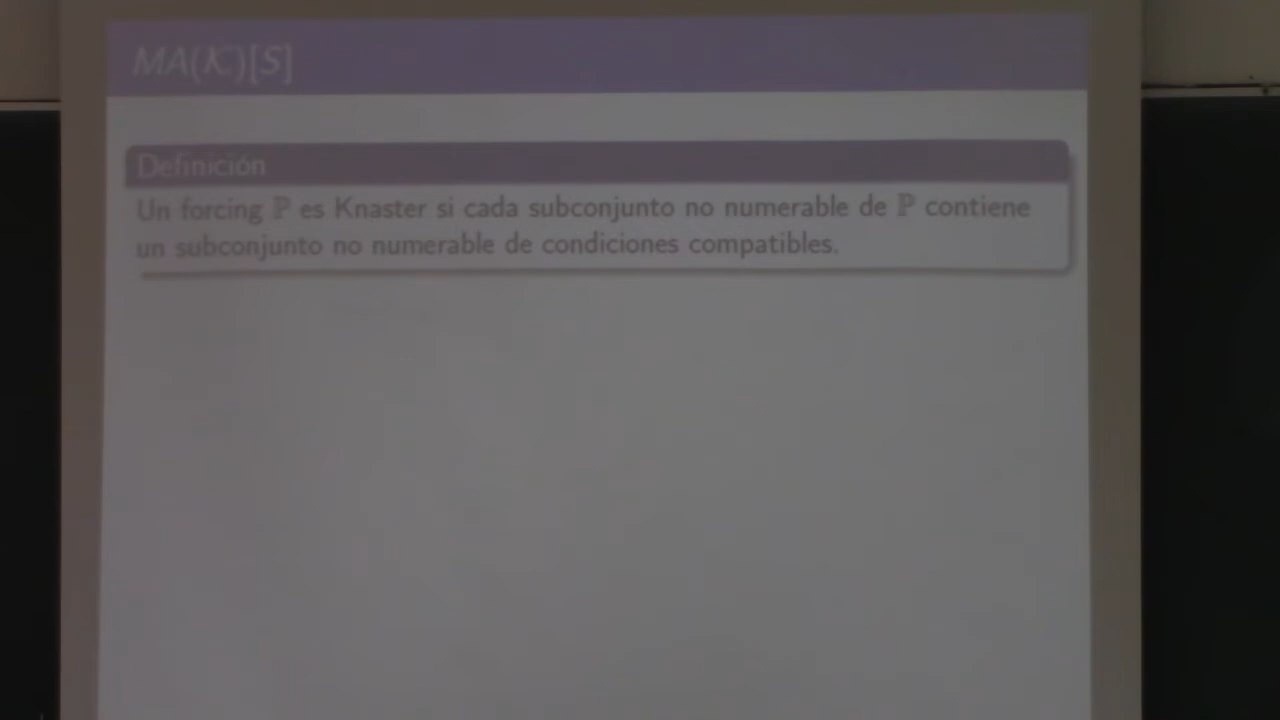 MA(K)[S]
Definición
Un forcing ℙ es Knaster si cada subconjunto no numerable de ℙ contiene
un subconjunto no numerable de condiciones compatibles.